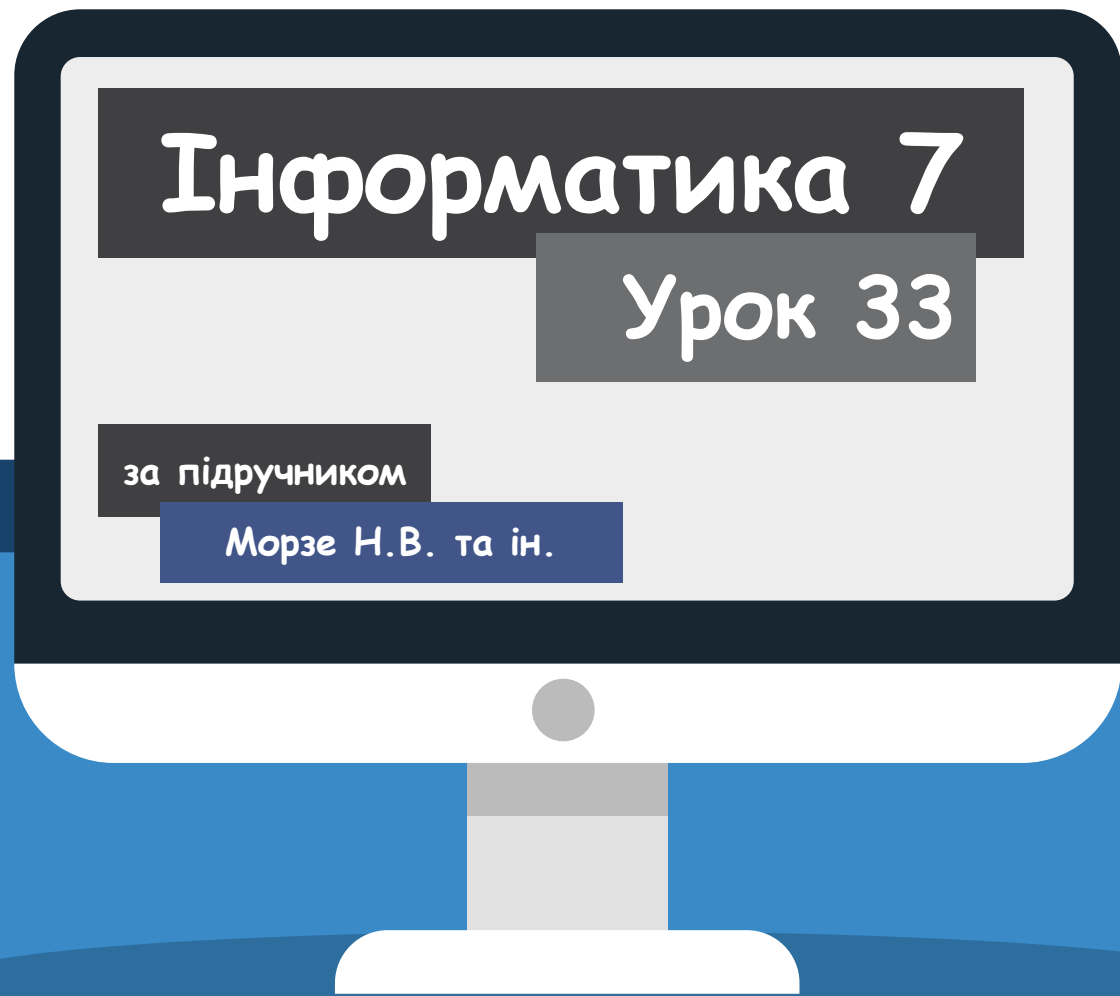 Інформатика 7
Урок 33
за підручником
Морзе Н.В. та ін.